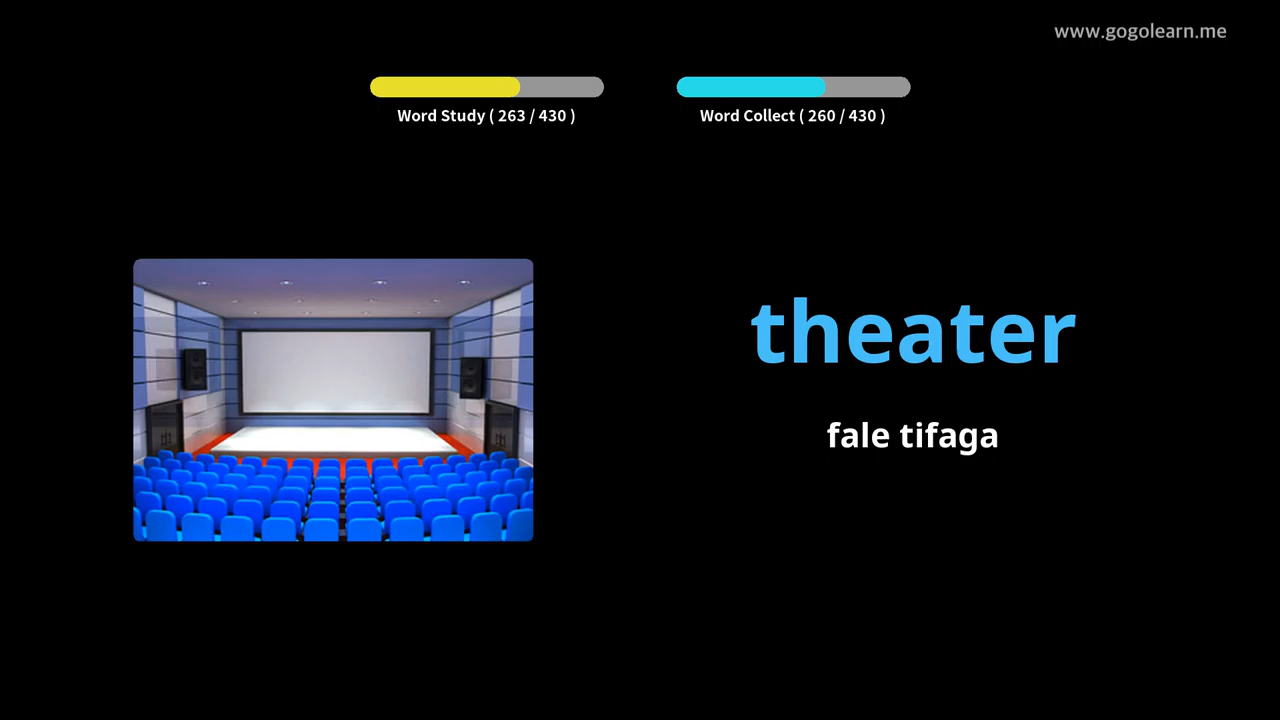 www.gogolearn.me
Word Study ( 263 / 430 )
Word Collect ( 260 / 430 )
theater
fale tifaga